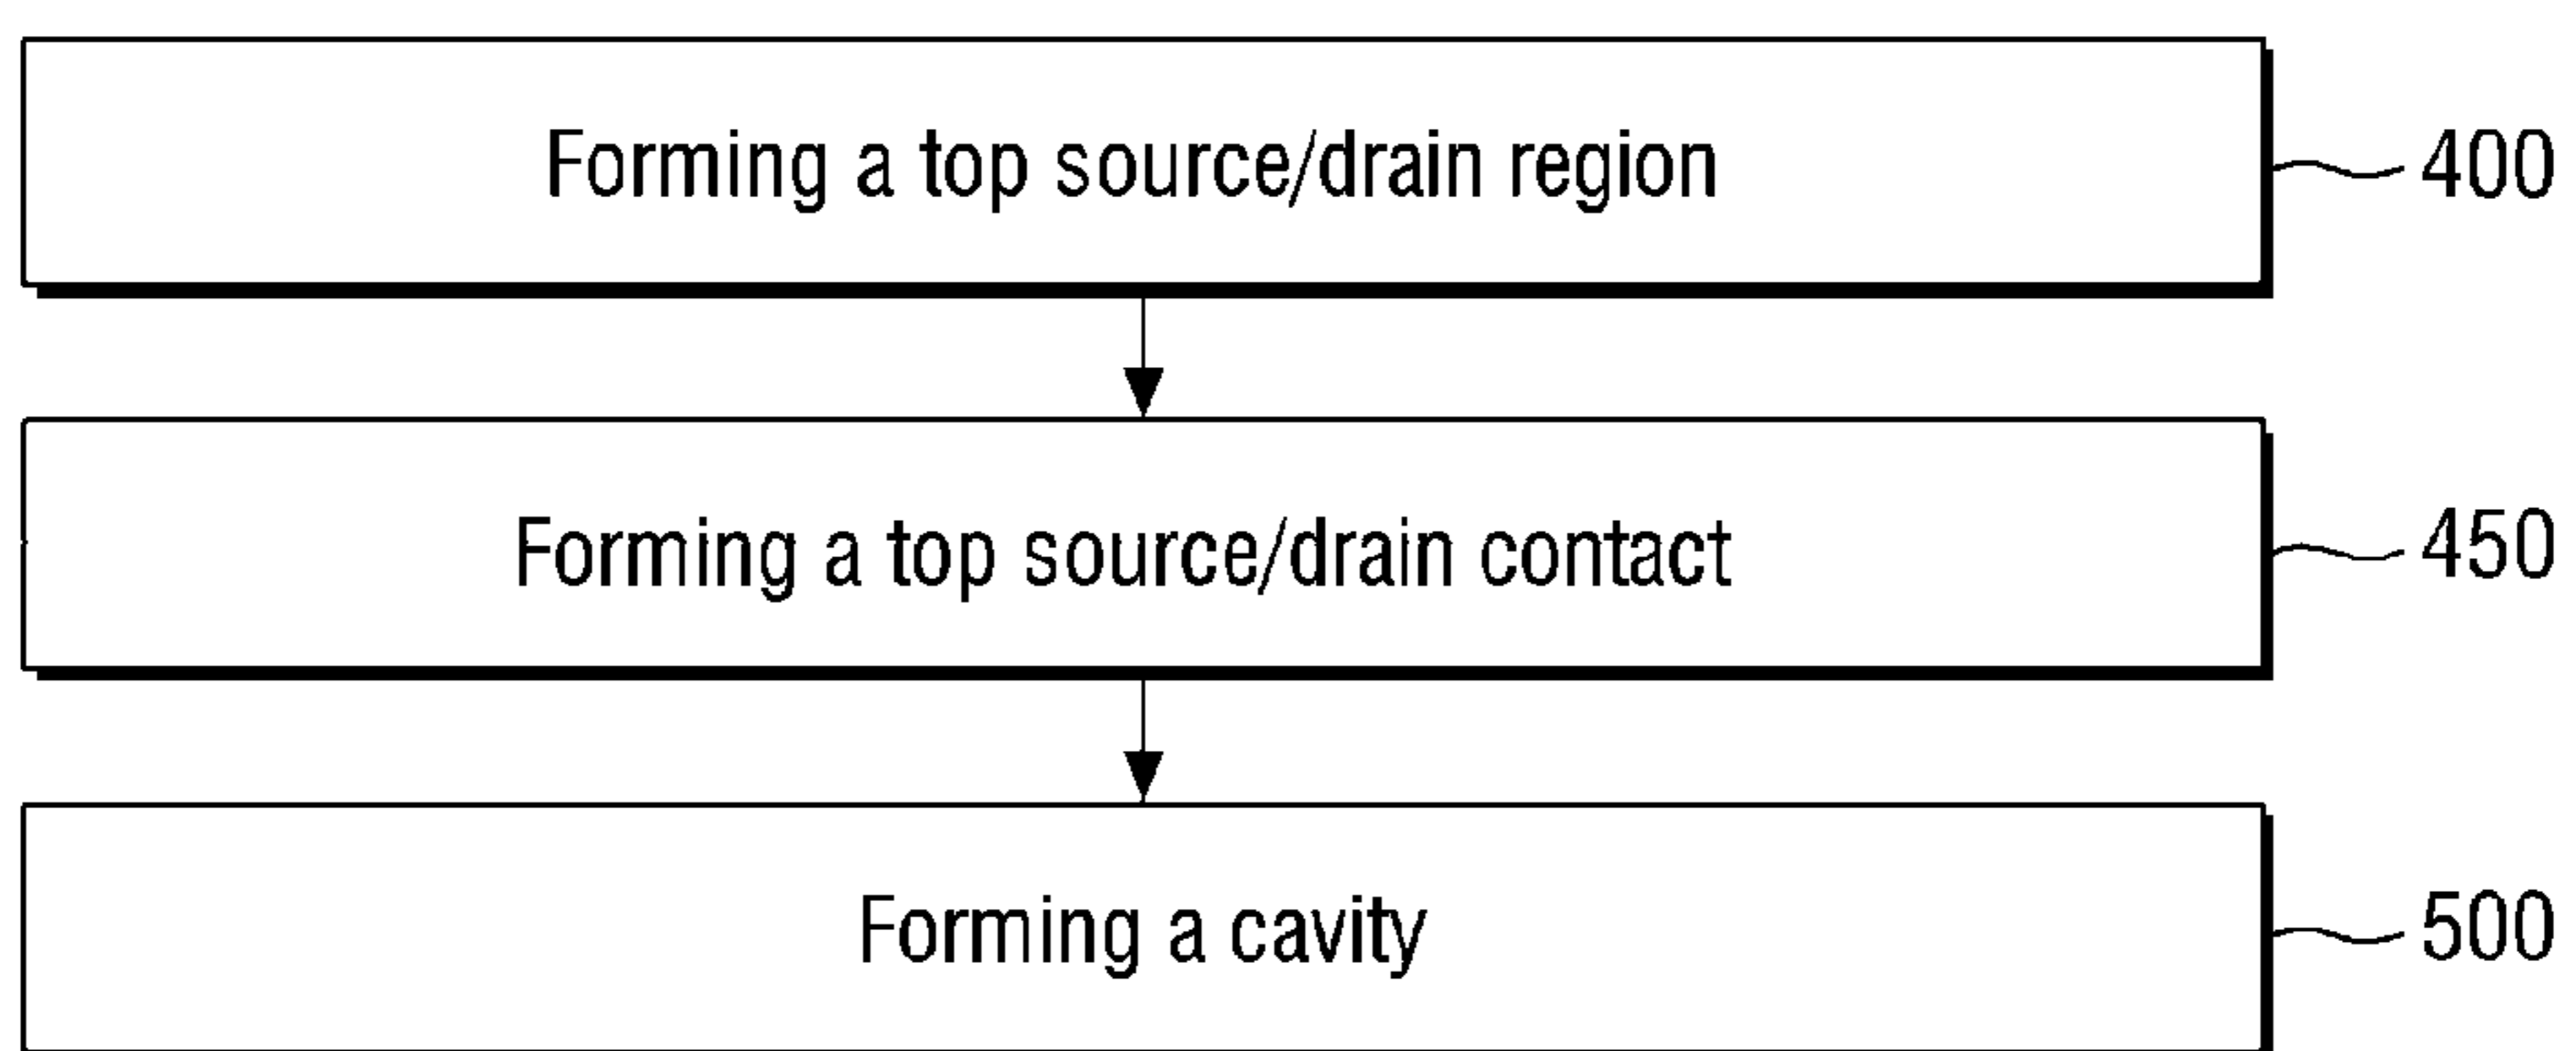 Forming a top source/drain region 400
Forming a top source/drain contact 450
Forming a cavity 500